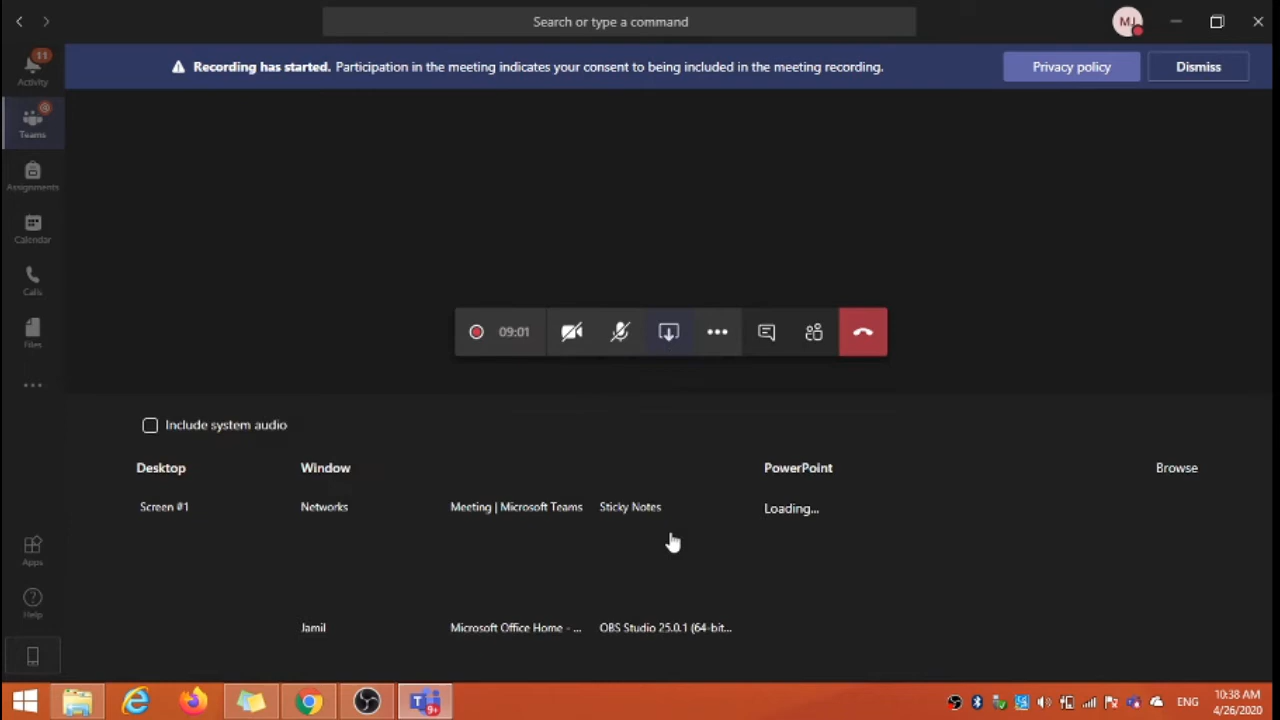 Search or type a command
MJ
Recording has started. Participation in the meeting indicates your consent to being included in the meeting recording.
Privacy policy
Dismiss
11
Activity
Teams
Assignments
Calendar
Calls
Files
09:01
Include system audio
Desktop
Window
PowerPoint
Browse
Screen #1
Networks
Meeting | Microsoft Teams
Sticky Notes
Loading...
Apps
Help
Jamil
Microsoft Office Home - ...
OBS Studio 25.0.1 (64-bit...
9+
ENG
10:38 AM
4/26/2020